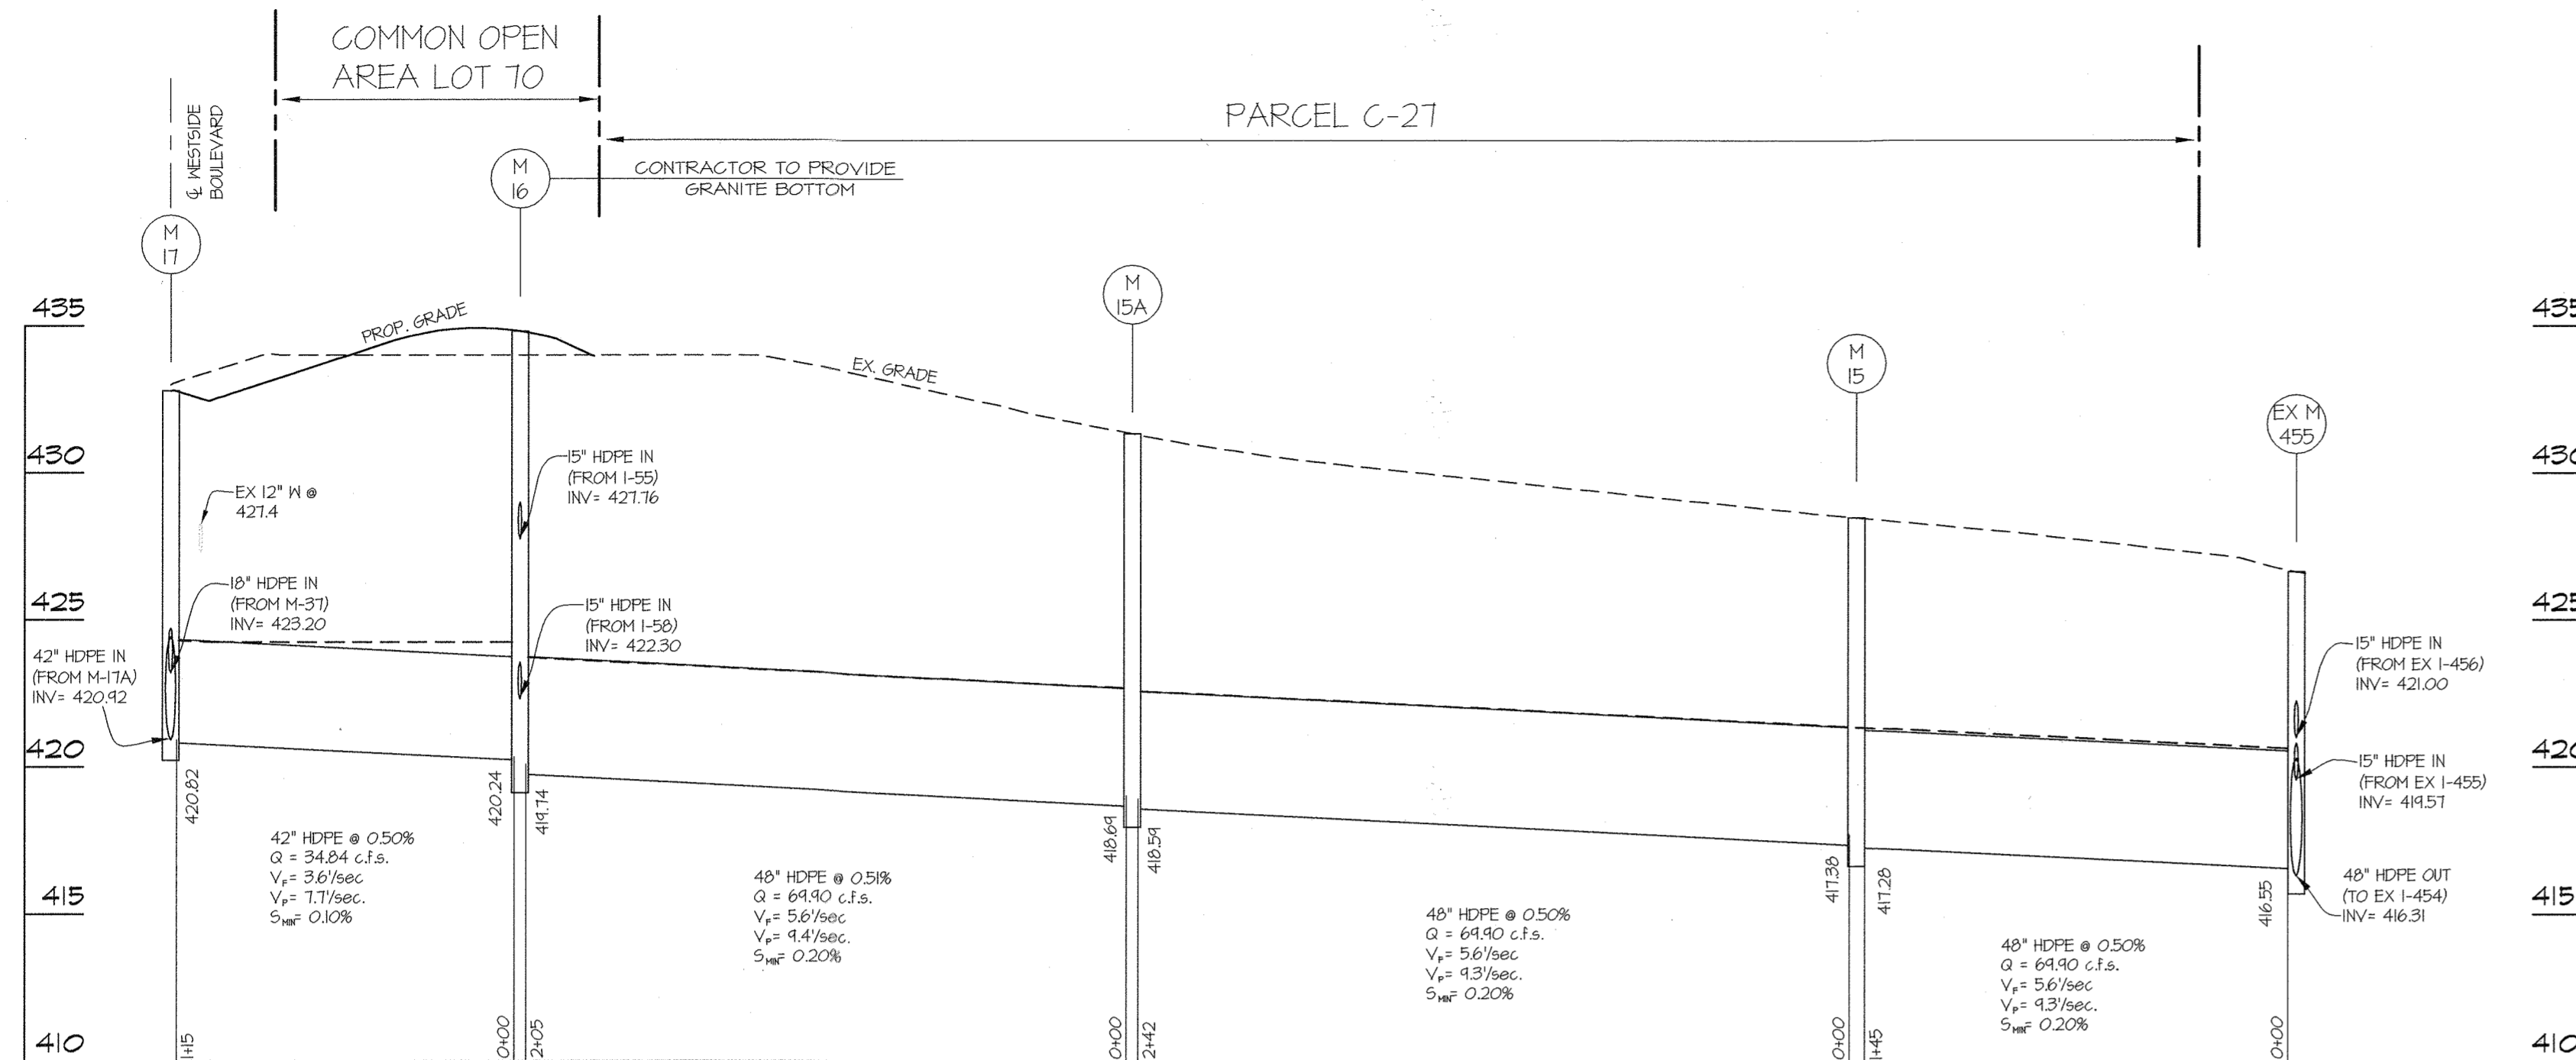 COMMON OPEN
AREA LOT 70
PARCEL C-27
℄ WESTSIDE
BOULEVARD
M
16
CONTRACTOR TO PROVIDE
GRANITE BOTTOM
M
17
M
15A
M
15
EX M
455
435
430
425
420
415
410
435
430
425
420
415
410
PROP. GRADE
EX. GRADE
EX 12" W @
427.4
15" HDPE IN
(FROM I-55)
INV= 427.76
18" HDPE IN
(FROM M-37)
INV= 423.20
15" HDPE IN
(FROM I-58)
INV= 422.30
42" HDPE IN
(FROM M-17A)
INV= 420.92
15" HDPE IN
(FROM EX I-456)
INV= 421.00
15" HDPE IN
(FROM EX I-455)
INV= 419.57
48" HDPE OUT
(TO EX I-454)
INV= 416.31
420.82
420.24
419.74
418.69
418.59
417.38
417.28
416.55
42" HDPE @ 0.50%
Q = 34.84 c.f.s.
VF= 3.6'/sec
VP= 7.7'/sec.
SMIN= 0.10%
48" HDPE @ 0.51%
Q = 69.90 c.f.s.
VF= 5.6'/sec
VP= 9.4'/sec.
SMIN= 0.20%
48" HDPE @ 0.50%
Q = 69.90 c.f.s.
VF= 5.6'/sec
VP= 9.3'/sec.
SMIN= 0.20%
48" HDPE @ 0.50%
Q = 69.90 c.f.s.
VF= 5.6'/sec
VP= 9.3'/sec.
SMIN= 0.20%
1+15
0+00
2+05
0+00
2+42
0+00
1+45
0+00